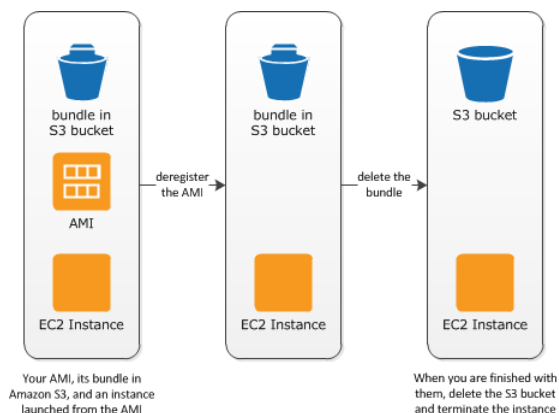 bundle in
S3 bucket
AMI
EC2 Instance
Your AMI, its bundle in
Amazon S3, and an instance
launched from the AMI
deregister
the AMI
bundle in
S3 bucket
EC2 Instance
delete the
bundle
S3 bucket
EC2 Instance
When you are finished with
them, delete the S3 bucket
and terminate the instance